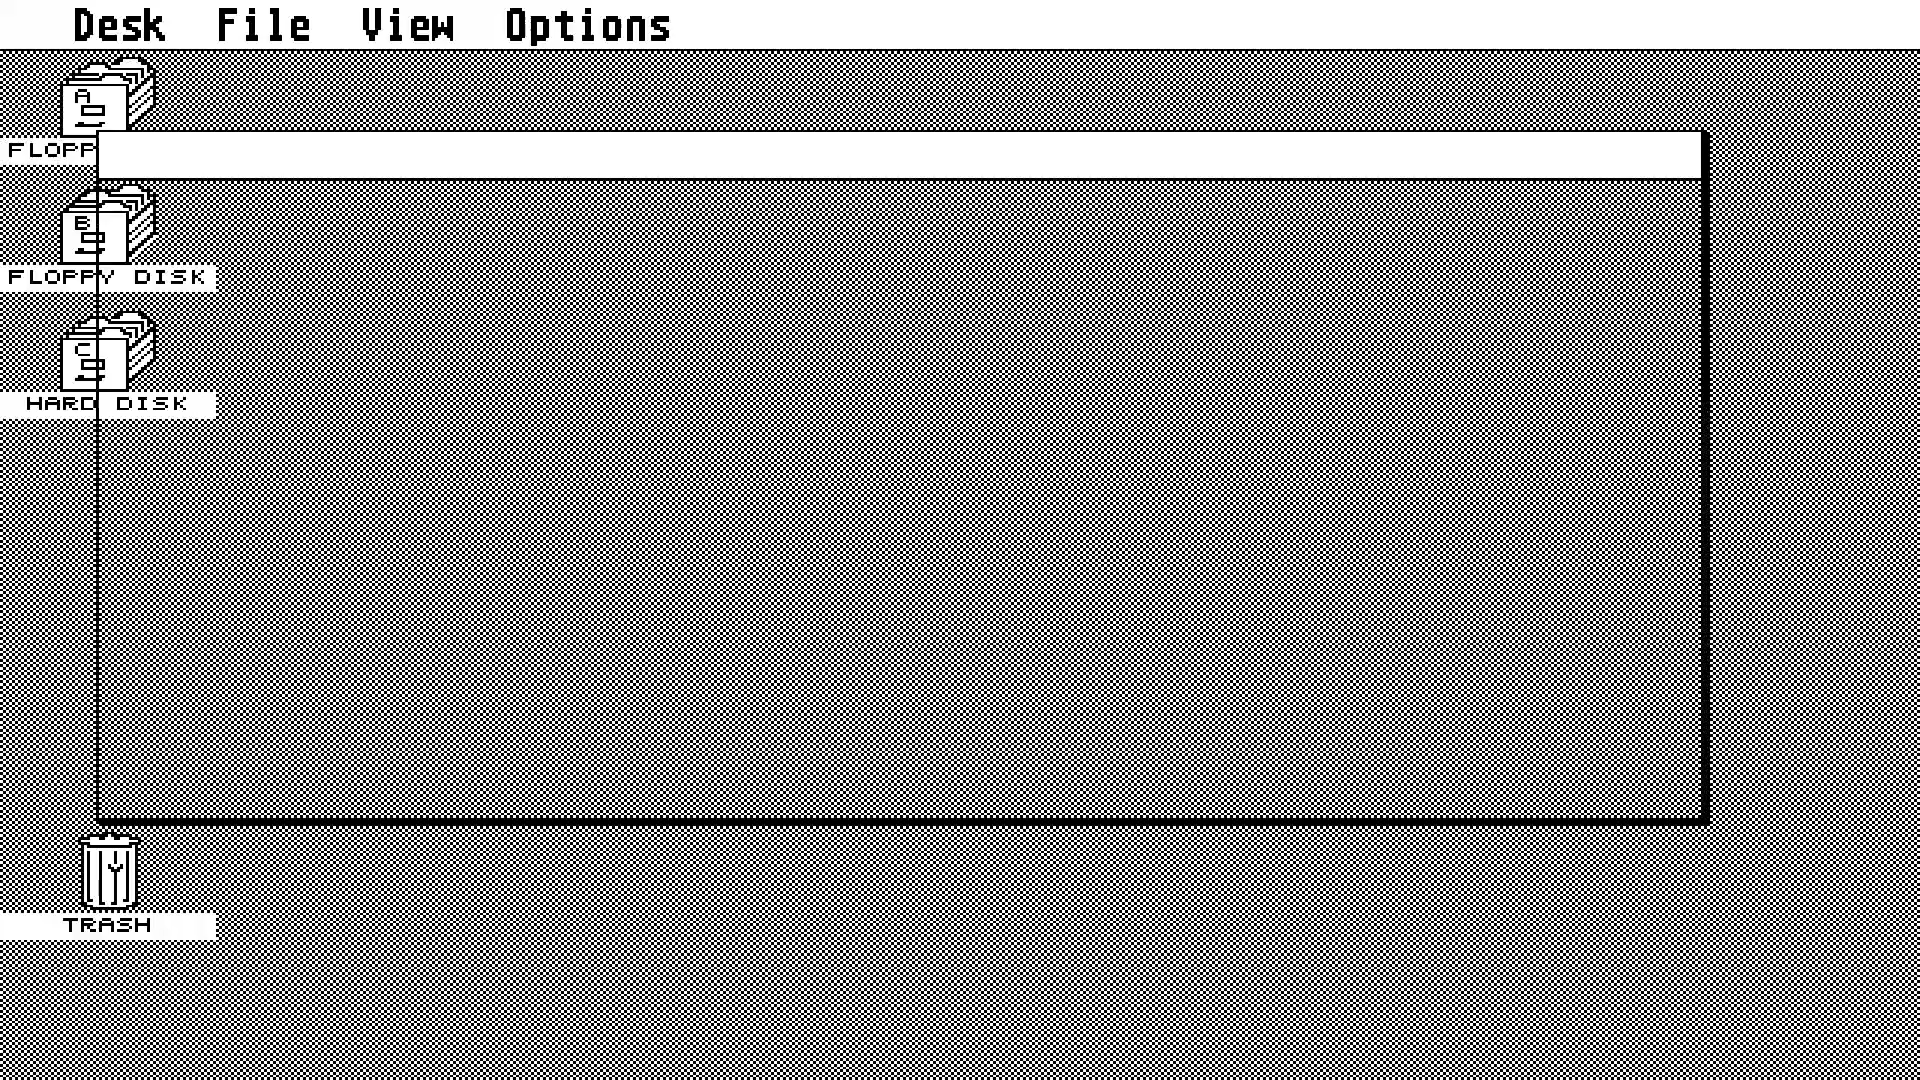 Desk File View Options
A
FLOPP
B
FLOPPY DISK
C
HARD DISK
TRASH